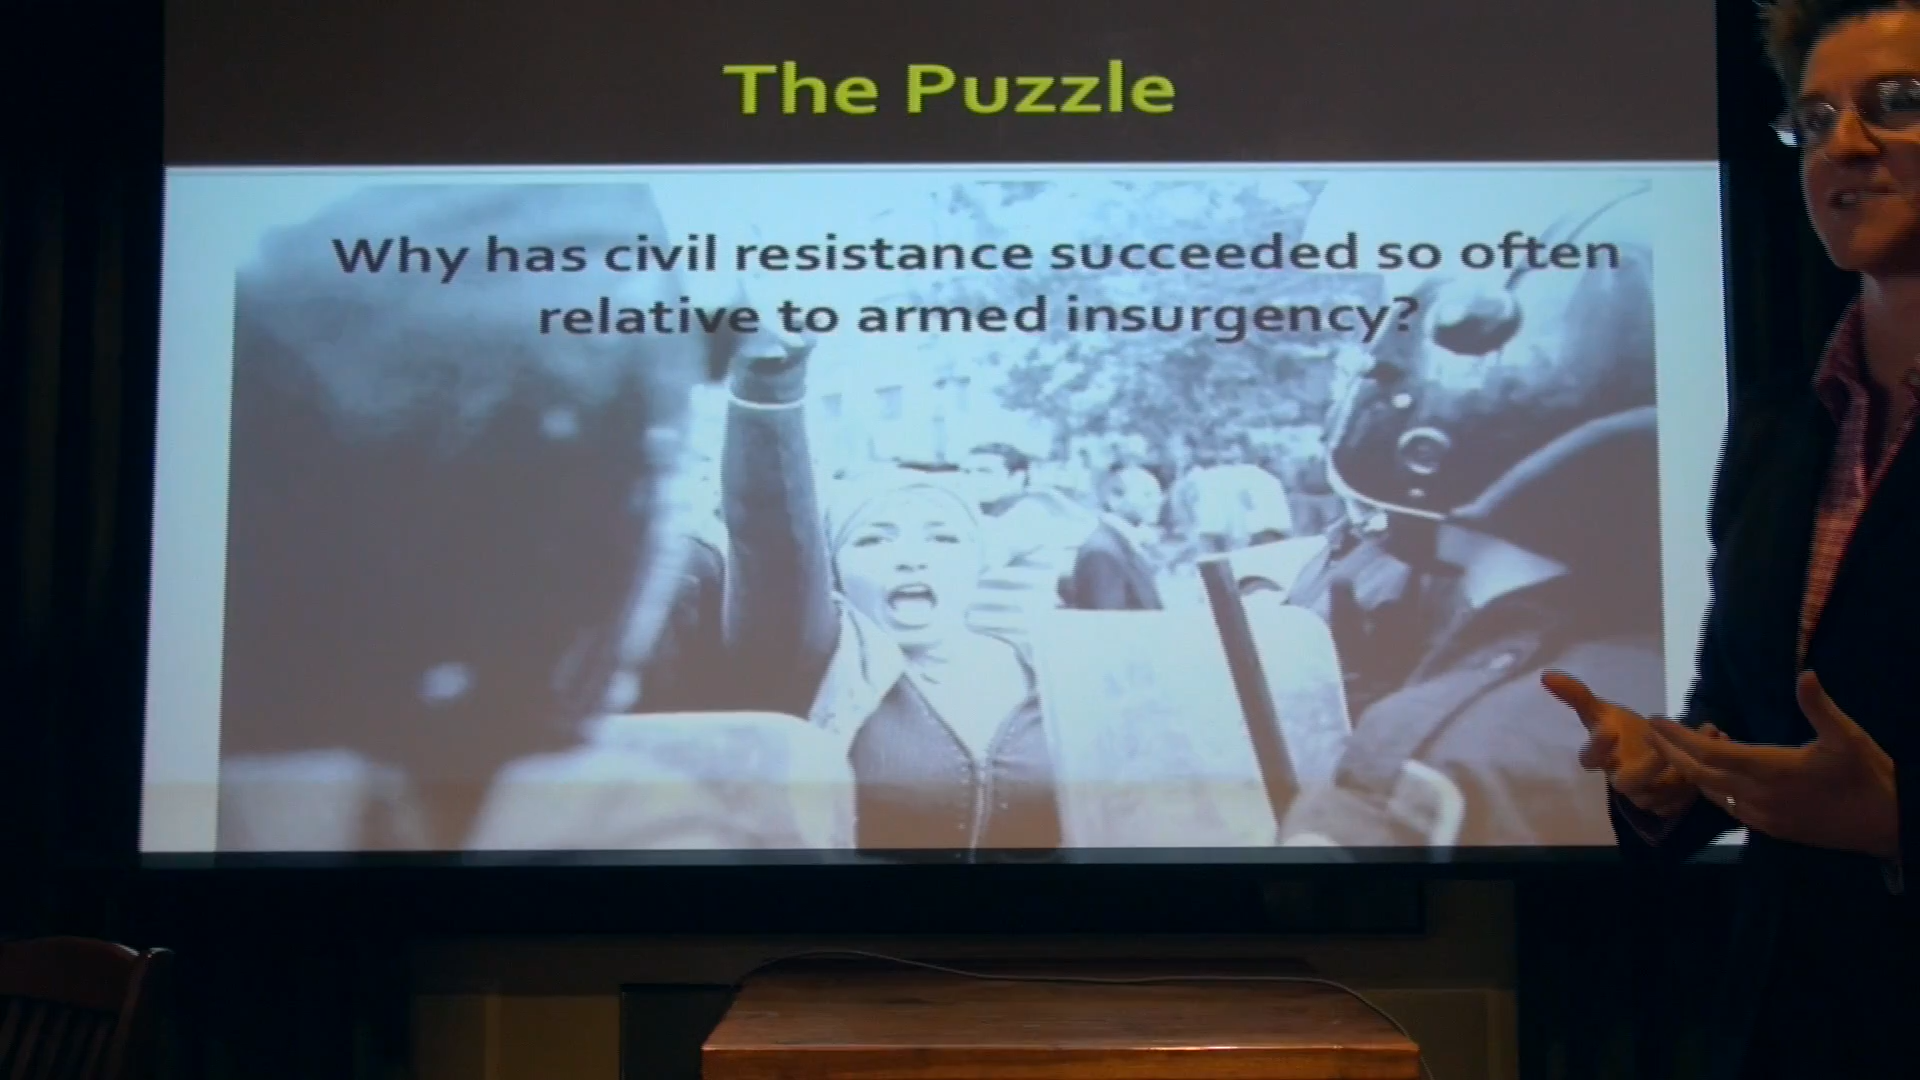 The Puzzle
Why has civil resistance succeeded so often
relative to armed insurgency?